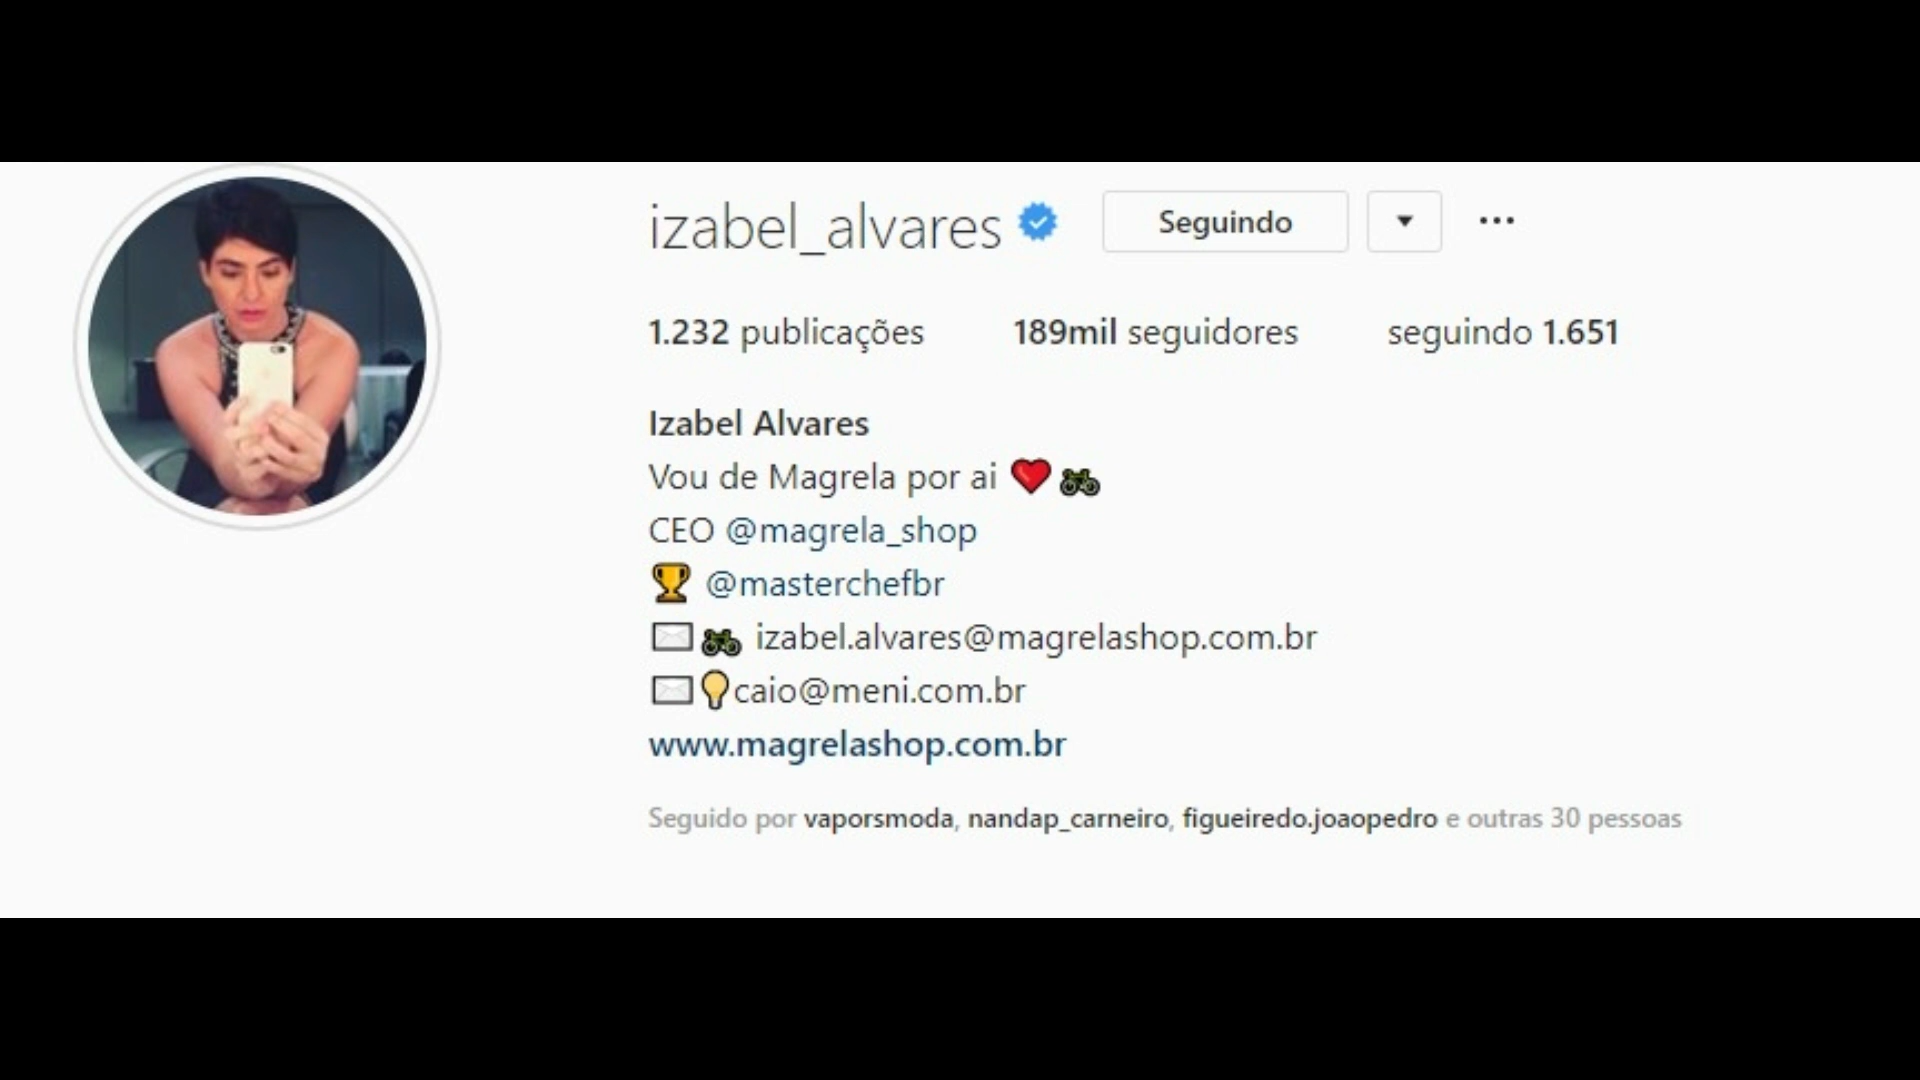 izabel_alvares Seguindo
1.232 publicações 189mil seguidores seguindo 1.651
Izabel Alvares
Vou de Magrela por ai
CEO @magrela_shop
@masterchefbr
izabel.alvares@magrelashop.com.br
caio@meni.com.br
www.magrelashop.com.br
Seguido por vaporsmoda, nandap_carneiro, figueiredo.joaopedro e outras 30 pessoas